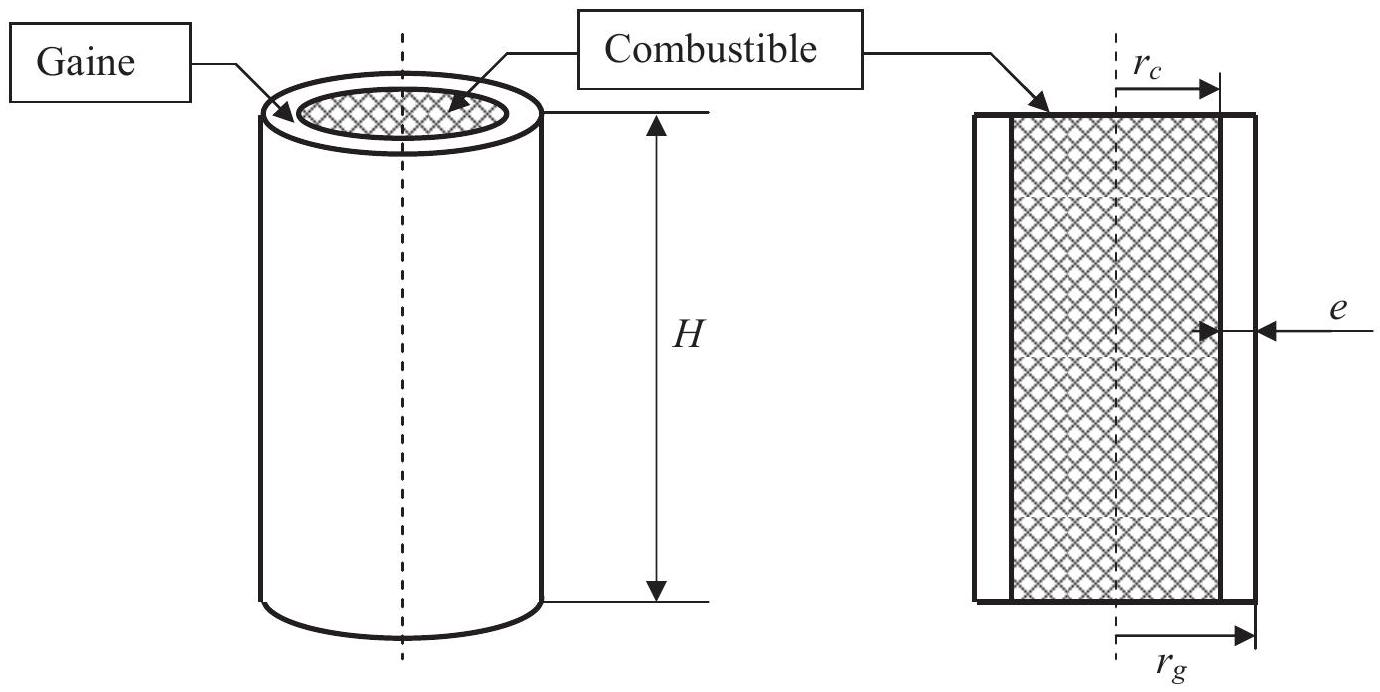 Gaine
Combustible
r_c
H
e
r_g